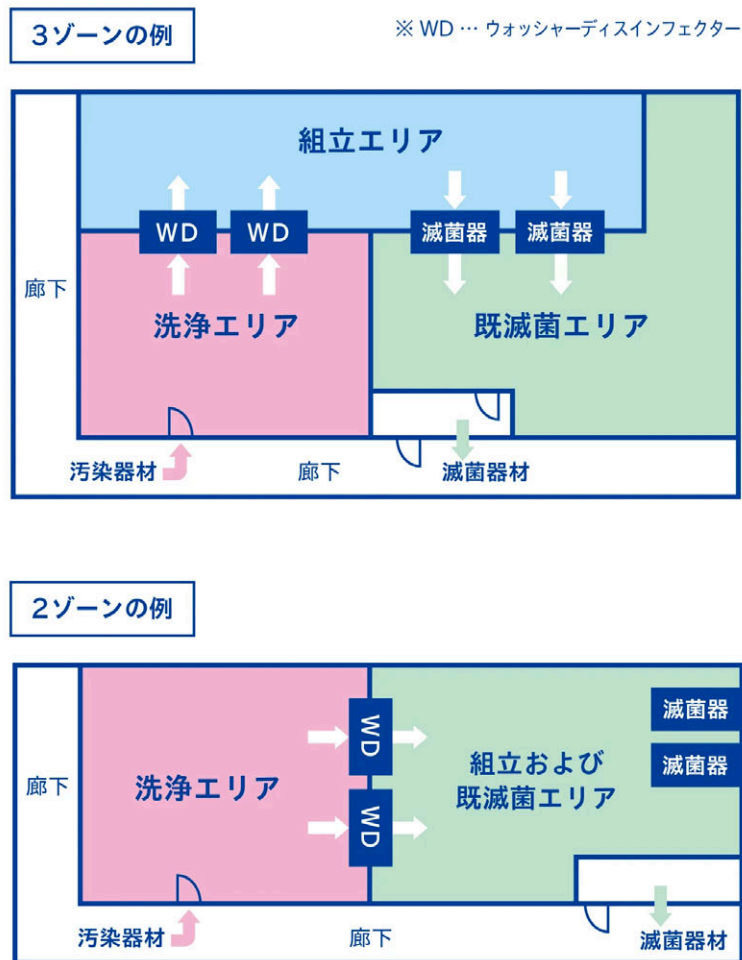 3ゾーンの例
※ WD … ウォッシャーディスインフェクター
組立エリア
WD
WD
滅菌器
滅菌器
廊下
洗浄エリア
既滅菌エリア
汚染器材
廊下
滅菌器材
2ゾーンの例
廊下
洗浄エリア
WD
WD
組立および
既滅菌エリア
滅菌器
滅菌器
汚染器材
廊下
滅菌器材